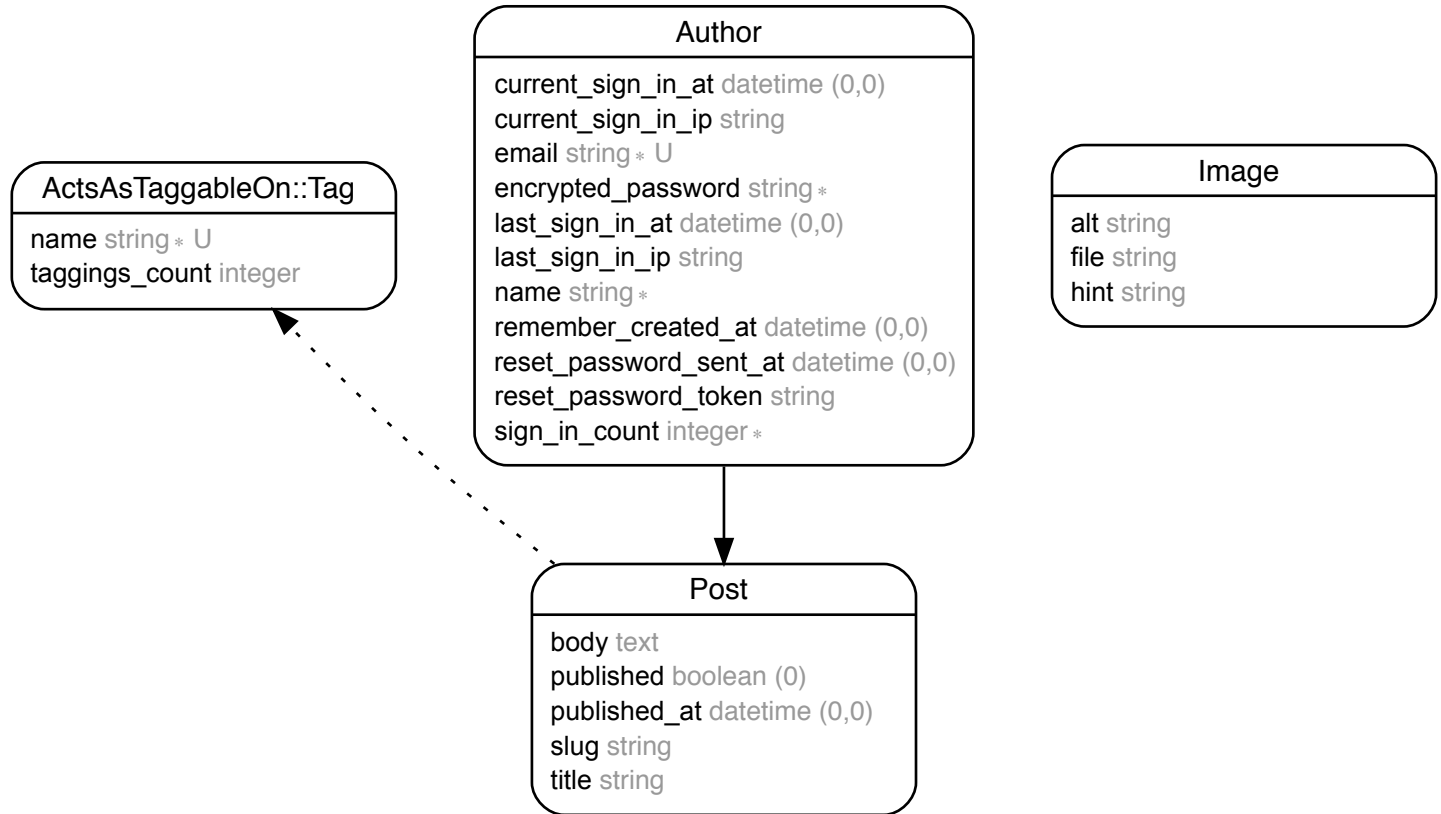 Author
current_sign_in_at datetime (0,0)
current_sign_in_ip string
email string * U
encrypted_password string *
last_sign_in_at datetime (0,0)
last_sign_in_ip string
name string *
remember_created_at datetime (0,0)
reset_password_sent_at datetime (0,0)
reset_password_token string
sign_in_count integer *
ActsAsTaggableOn::Tag
name string * U
taggings_count integer
Image
alt string
file string
hint string
Post
body text
published boolean (0)
published_at datetime (0,0)
slug string
title string